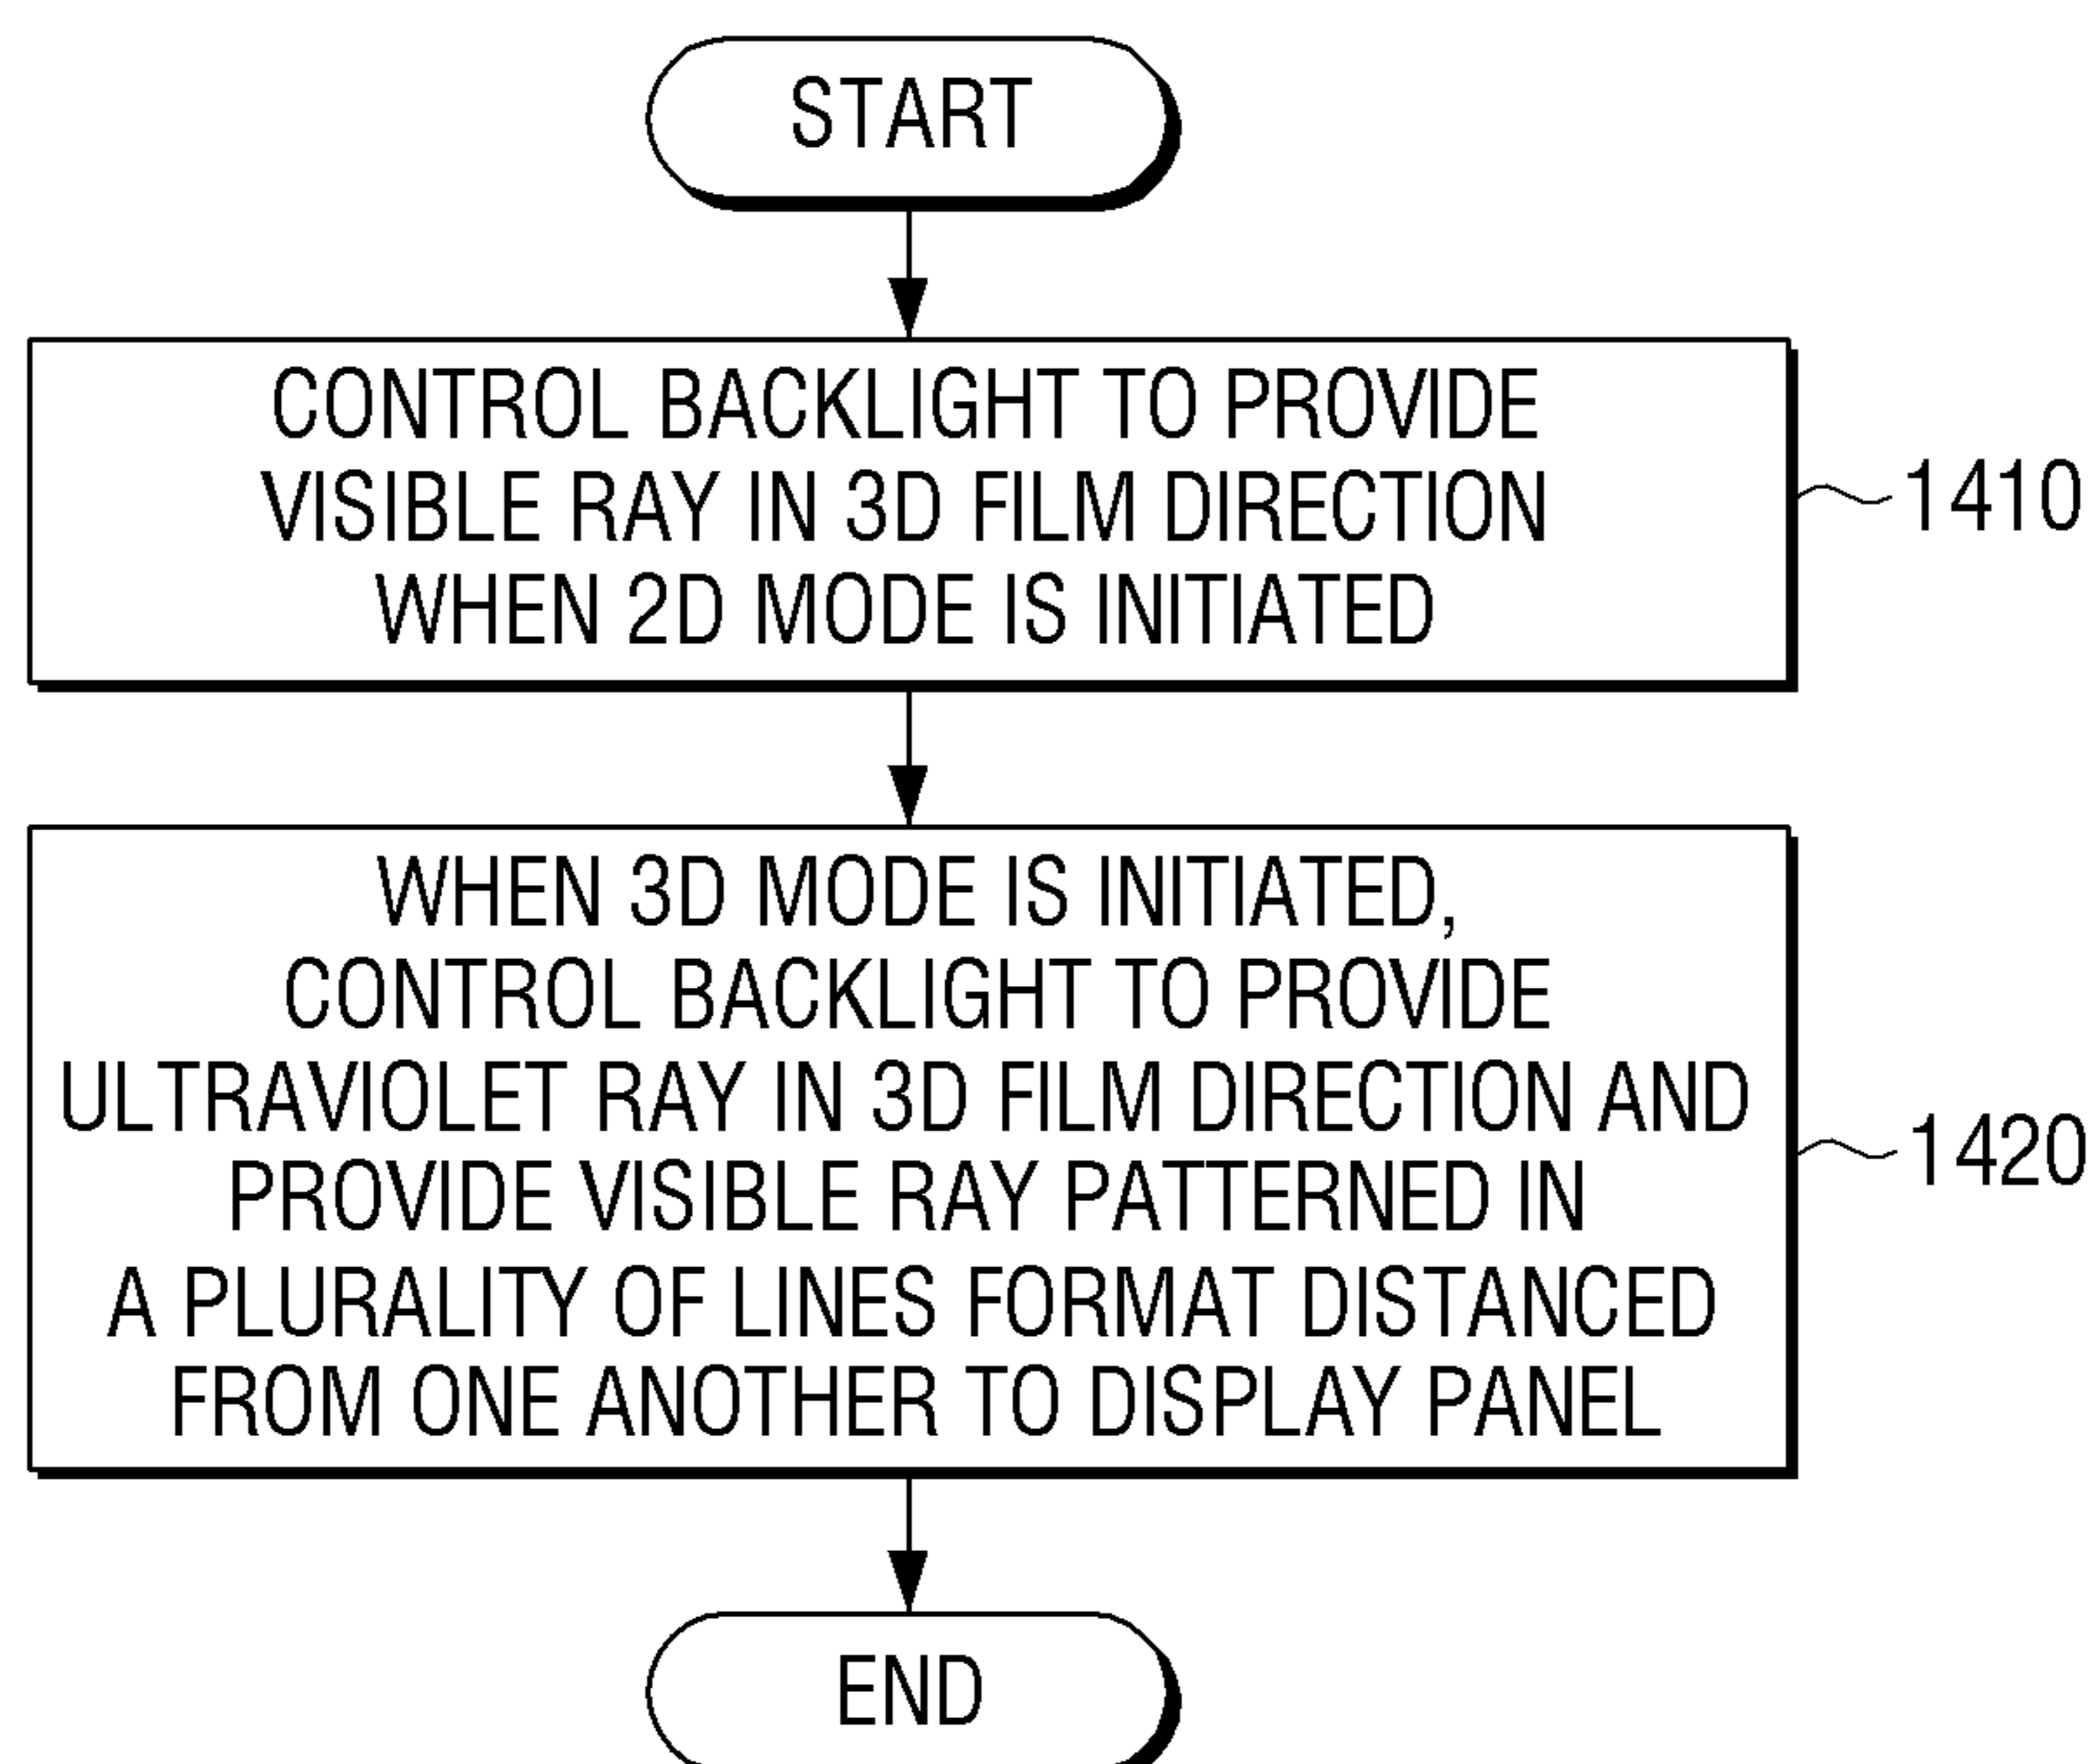 START
CONTROL BACKLIGHT TO PROVIDE
VISIBLE RAY IN 3D FILM DIRECTION
WHEN 2D MODE IS INITIATED
1410
WHEN 3D MODE IS INITIATED,
CONTROL BACKLIGHT TO PROVIDE
ULTRAVIOLET RAY IN 3D FILM DIRECTION AND
PROVIDE VISIBLE RAY PATTERNED IN
A PLURALITY OF LINES FORMAT DISTANCED
FROM ONE ANOTHER TO DISPLAY PANEL
1420
END